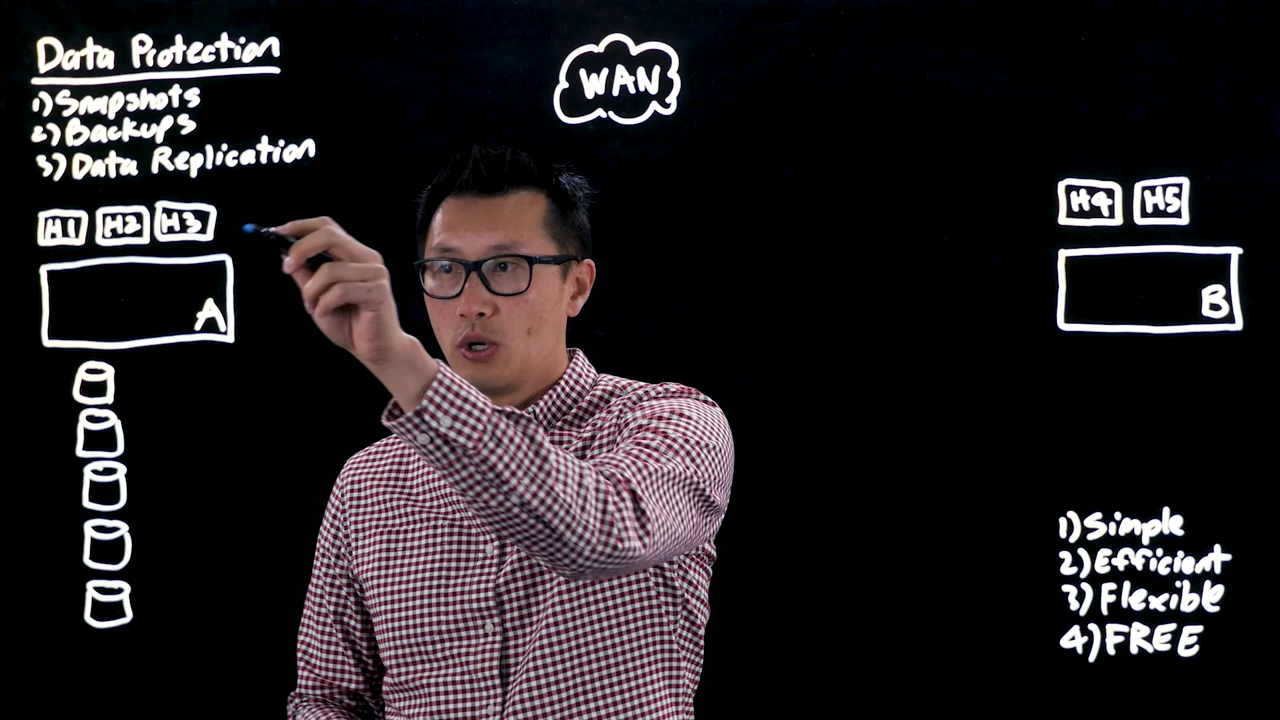 Data Protection
1) Snapshots
2) Backups
3) Data Replication
WAN
H1 H2 H3
A
H4 H5
B
1) Simple
2) Efficient
3) Flexible
4) FREE